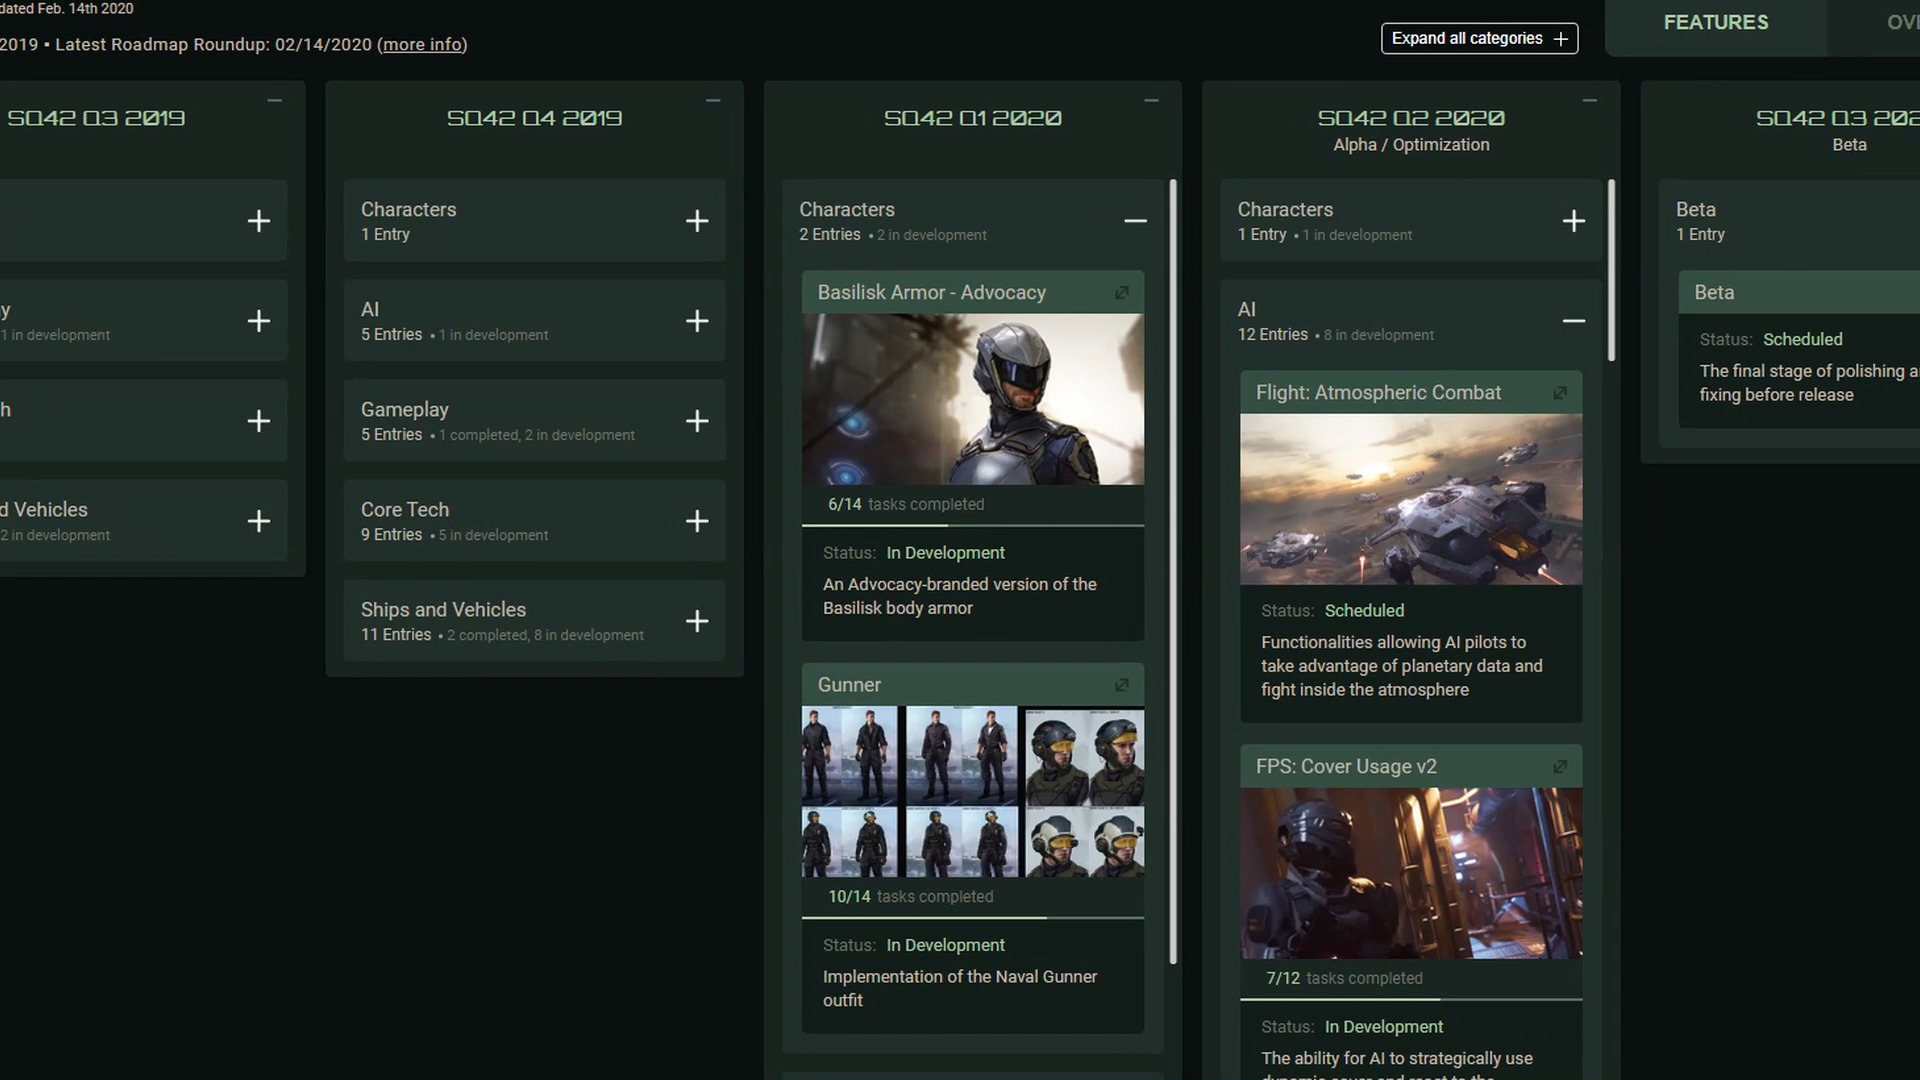 dated Feb. 14th 2020
2019 • Latest Roadmap Roundup: 02/14/2020 (more info)
Expand all categories
FEATURES
SQ42 Q3 2019
y
1 in development
h
d Vehicles
2 in development
SQ42 Q4 2019
Characters
1 Entry
AI
5 Entries • 1 in development
Gameplay
5 Entries • 1 completed, 2 in development
Core Tech
9 Entries • 5 in development
Ships and Vehicles
11 Entries • 2 completed, 8 in development
SQ42 Q1 2020
Characters
2 Entries • 2 in development
Basilisk Armor - Advocacy
6/14 tasks completed
Status: In Development
An Advocacy-branded version of the
Basilisk body armor
Gunner
10/14 tasks completed
Status: In Development
Implementation of the Naval Gunner
outfit
SQ42 Q2 2020
Alpha / Optimization
Characters
1 Entry • 1 in development
AI
12 Entries • 8 in development
Flight: Atmospheric Combat
Status: Scheduled
Functionalities allowing AI pilots to
take advantage of planetary data and
fight inside the atmosphere
FPS: Cover Usage v2
7/12 tasks completed
Status: In Development
The ability for AI to strategically use
SQ42 Q3 202
Beta
Beta
1 Entry
Beta
Status: Scheduled
The final stage of polishing a
fixing before release